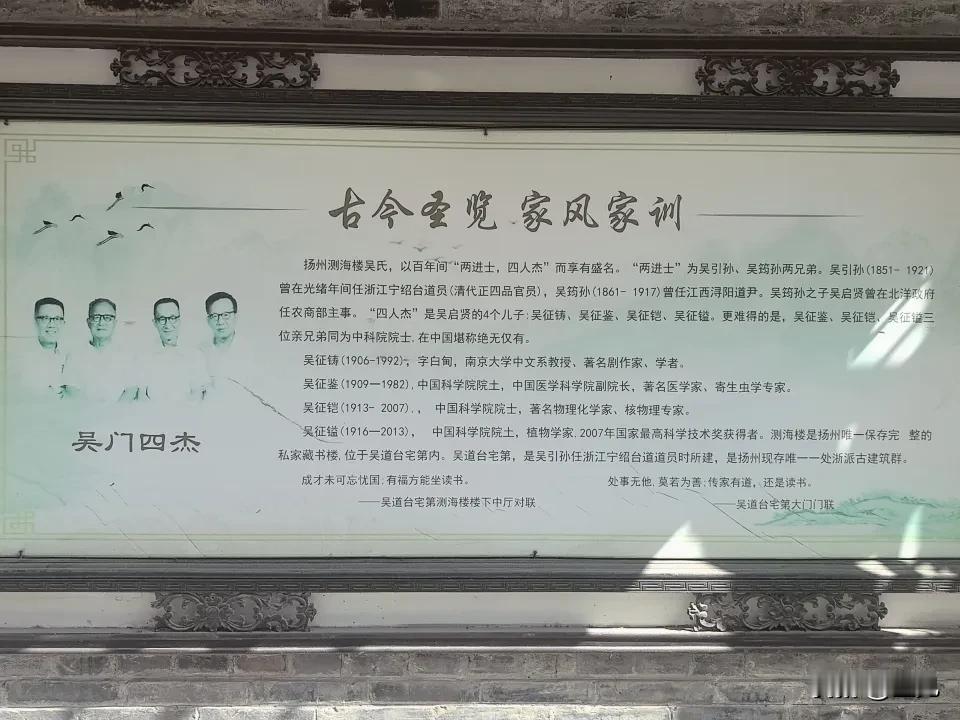 古今圣览 家风家训
扬州测海楼吴氏，以百年间“两进士，四人杰”而享有盛名。“两进士”为吴引孙、吴筠孙两兄弟。吴引孙(1851- 1921)
曾在光绪年间任浙江宁绍台道员(清代正四品官员)，吴筠孙(1861- 1917)曾任江西浔阳道尹。吴筠孙之子吴启贤曾在北洋政府
任农商部主事。“四人杰”是吴启贤的4个儿子:吴征铸、吴征鉴、吴征铠、吴征镒。更难得的是，吴征鉴、吴征铠、吴征镒三
位亲兄弟同为中科院院士,在中国堪称绝无仅有。
吴征铸(1906-1992)，字白匋，南京大学中文系教授、著名剧作家、学者。
吴征鉴(1909一1982),中国科学院院土，中国医学科学院副院长，著名医学家、寄生虫学专家。
吴征铠(1913- 2007).， 中国科学院院士，著名物理化学家、核物理专家。
吴征镒(1916一2013)， 中国科学院院士，植物学家,2007年国家最高科学技术奖获得者。测海楼是扬州唯一保存完 整的
私家藏书楼,位于吴道台宅第内。吴道台宅第，是吴引孙任浙江宁绍台道道员时所建，是扬州现存唯一一处浙派古建筑群。
成才未可忘忧国;有福方能坐读书。
——吴道台宅第测海楼楼下中厅对联
处事无他,莫若为善;传家有道，还是读书。
——吴道台宅第大门门联
吴门四杰